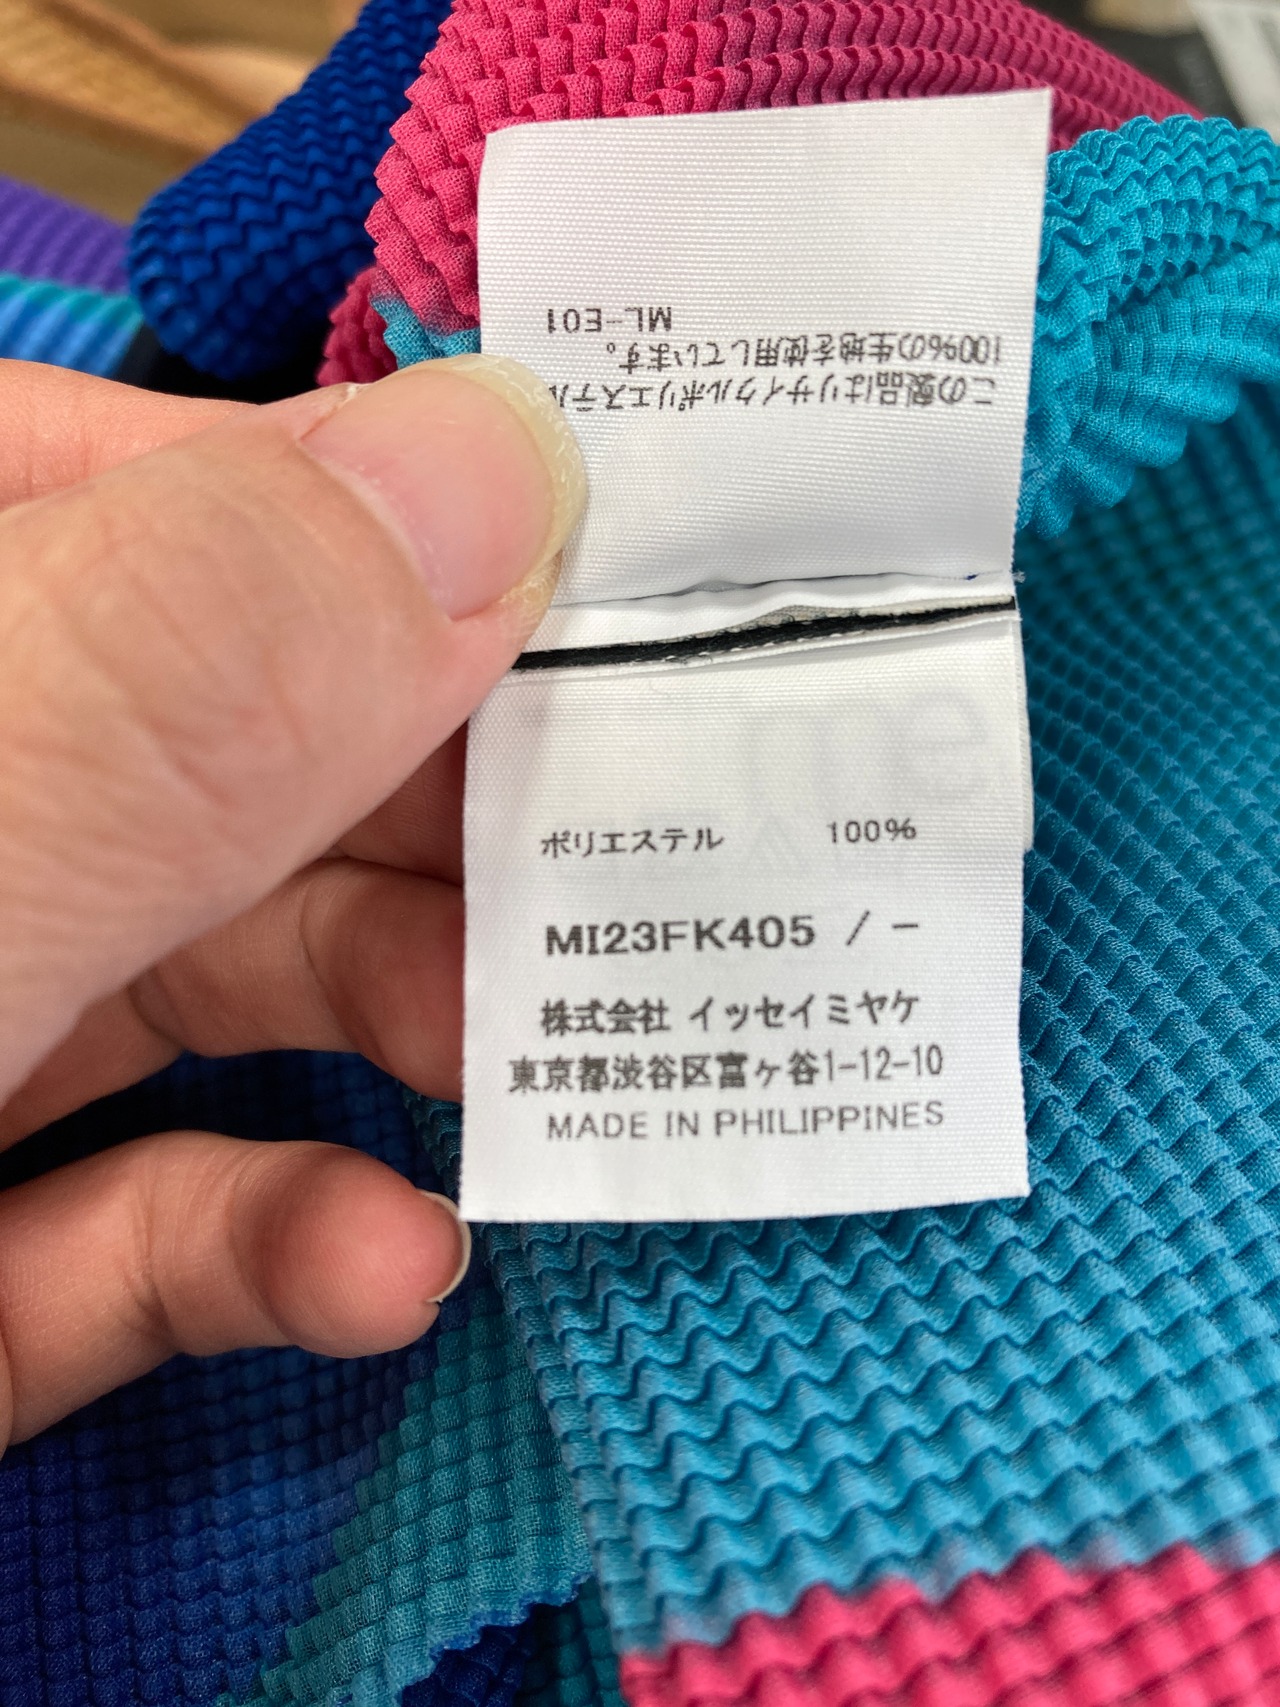 この製品はリサイクルポリエステル
100%の生地を使用しています。
ML-E01
ポリエステル 100%
MI23FK405 / -
株式会社 イッセイミヤケ
東京都渋谷区富ヶ谷1-12-10
MADE IN PHILIPPINES